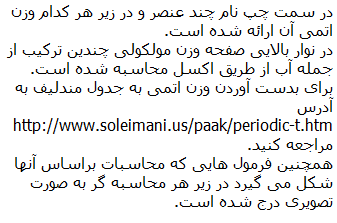 در سمت چپ نام چند عنصر و در زیر هر کدام وزن
اتمی آن ارائه شده است.
در نوار بالایی صفحه وزن مولکولی چندین ترکیب از
جمله آب از طریق اکسل محاسبه شده است.
برای بدست آوردن وزن اتمی به جدول مندلیف به
آدرس
http://www.soleimani.us/paak/periodic-t.htm
مراجعه کنید.
همچنین فرمول هایی که محاسبات براساس آنها
شکل می گیرد در زیر هر محاسبه گر به صورت
تصویری درج شده است.